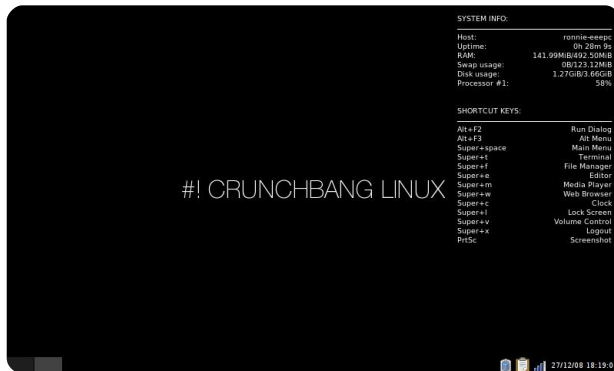 SYSTEM INFO:
Host: ronnie-eeepc
Uptime: 0h 28m 9s
RAM: 141.99MiB/492.50MiB
Swap usage: 0B/123.12MiB
Disk usage: 1.27GiB/3.66GiB
Processor #1: 58%
SHORTCUT KEYS:
Alt+F2 Run Dialog
Alt+F3 Alt Menu
Super+space Main Menu
Super+t Terminal
Super+f File Manager
Super+e Editor
Super+m Media Player
Super+w Web Browser
Super+c Clock
Super+l Lock Screen
Super+v Volume Control
Super+x Logout
PrtSc Screenshot
#! CRUNCHBANG LINUX
27/12/08 18:19:0